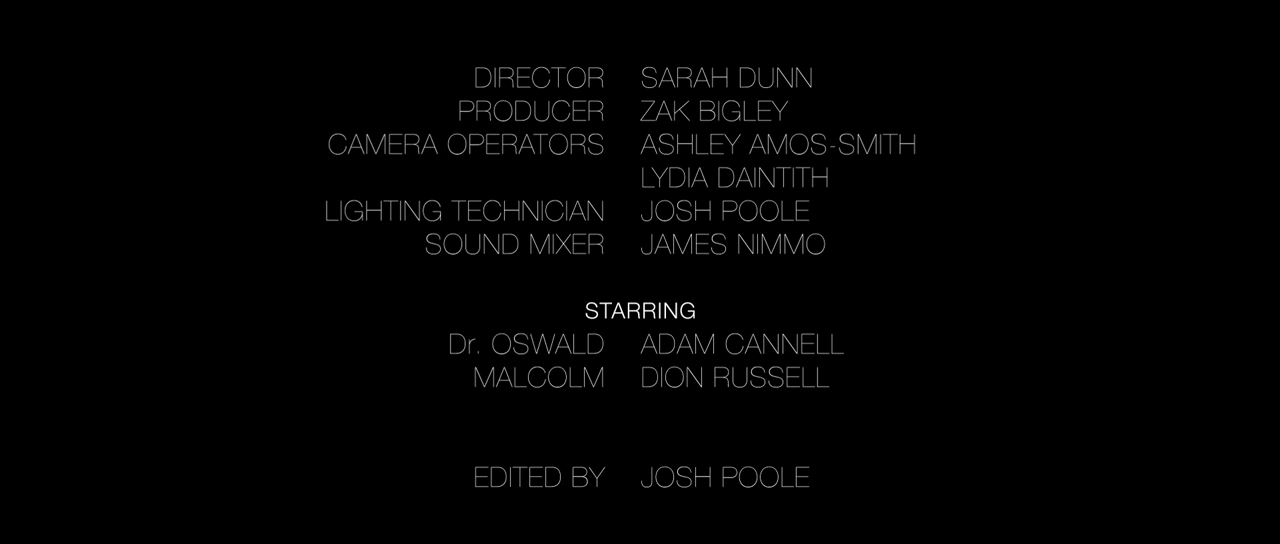 DIRECTOR SARAH DUNN
PRODUCER ZAK BIGLEY
CAMERA OPERATORS ASHLEY AMOS-SMITH
LYDIA DAINTITH
LIGHTING TECHNICIAN JOSH POOLE
SOUND MIXER JAMES NIMMO
STARRING
Dr. OSWALD ADAM CANNELL
MALCOLM DION RUSSELL
EDITED BY JOSH POOLE